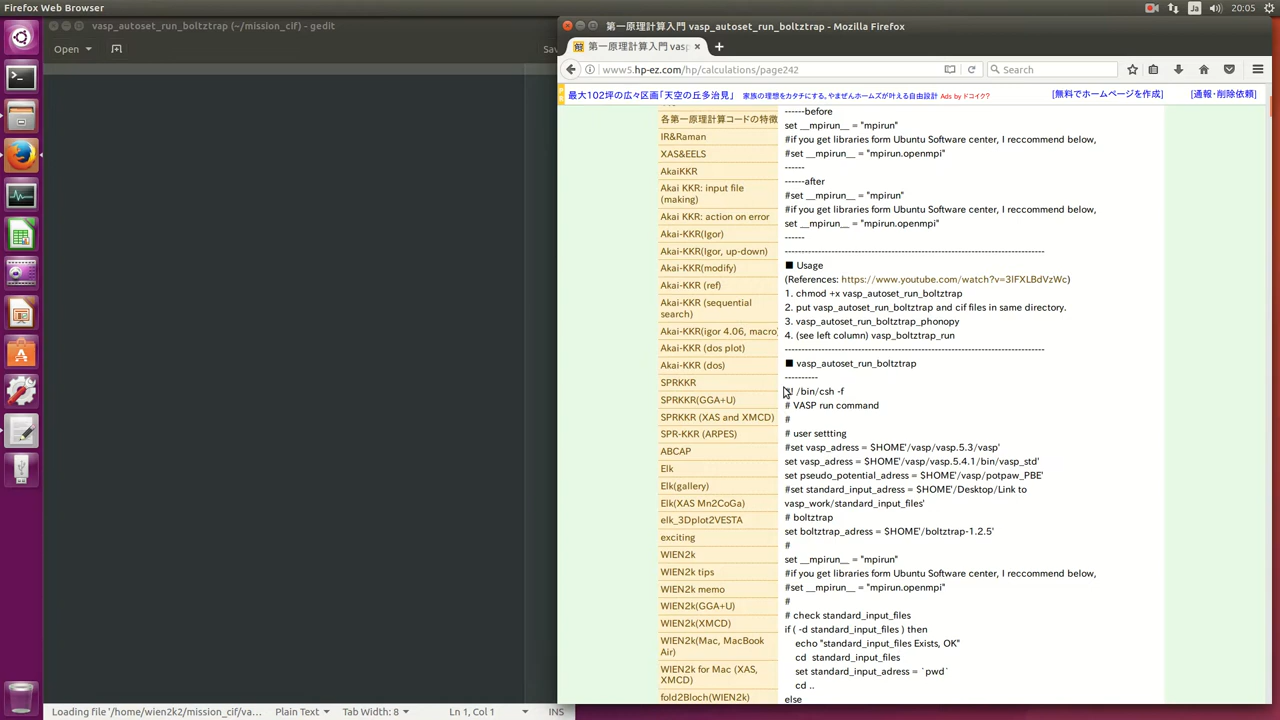 Firefox Web Browser
Ja
20:05
vasp_autoset_run_boltztrap (~/mission_cif) - gedit
Open
Sa
Loading file '/home/wien2k2/mission_cif/va...
Plain Text
Tab Width: 8
Ln 1, Col 1
INS
第一原理計算入門 vasp_autoset_run_boltztrap - Mozilla Firefox
第一原理計算入門 vasp
www5.hp-ez.com/hp/calculations/page242
Search
最大102坪の広々区画「天空の丘多治見」 家族の理想をカタチにする。やまぜんホームズが叶える自由設計 Ads by ドコイク?
[無料でホームページを作成]
[通報・削除依頼]
各第一原理計算コードの特徴
IR&Raman
XAS&EELS
AkaiKKR
Akai KKR: input file
(making)
Akai KKR: action on error
Akai-KKR(Igor)
Akai-KKR(Igor, up-down)
Akai-KKR(modify)
Akai-KKR (ref)
Akai-KKR (sequential
search)
Akai-KKR(igor 4.06, macro)
Akai-KKR (dos plot)
Akai-KKR (dos)
SPRKKR
SPRKKR(GGA+U)
SPRKKR (XAS and XMCD)
SPR-KKR (ARPES)
ABCAP
Elk
Elk(gallery)
Elk(XAS Mn2CoGa)
elk_3Dplot2VESTA
exciting
WIEN2k
WIEN2k tips
WIEN2k memo
WIEN2k(GGA+U)
WIEN2k(XMCD)
WIEN2k(Mac, MacBook
Air)
WIEN2k for Mac (XAS,
XMCD)
fold2Bloch(WIEN2k)
------before
set __mpirun__ = "mpirun"
#if you get libraries form Ubuntu Software center, I reccommend below,
#set __mpirun__ = "mpirun.openmpi"
------
------after
#set __mpirun__ = "mpirun"
#if you get libraries form Ubuntu Software center, I reccommend below,
set __mpirun__ = "mpirun.openmpi"
------
----------------------------------------------------------------------------
■ Usage
(References: https://www.youtube.com/watch?v=3IFXLBdVzWc)
1. chmod +x vasp_autoset_run_boltztrap
2. put vasp_autoset_run_boltztrap and cif files in same directory.
3. vasp_autoset_run_boltztrap_phonopy
4. (see left column) vasp_boltztrap_run
----------------------------------------------------------------------------
■ vasp_autoset_run_boltztrap
----------
#! /bin/csh -f
# VASP run command
#
# user settting
#set vasp_adress = $HOME'/vasp/vasp.5.3/vasp'
set vasp_adress = $HOME'/vasp/vasp.5.4.1/bin/vasp_std'
set pseudo_potential_adress = $HOME'/vasp/potpaw_PBE'
#set standard_input_adress = $HOME'/Desktop/Link to
vasp_work/standard_input_files'
# boltztrap
set boltztrap_adress = $HOME'/boltztrap-1.2.5'
#
set __mpirun__ = "mpirun"
#if you get libraries form Ubuntu Software center, I reccommend below,
#set __mpirun__ = "mpirun.openmpi"
#
# check standard_input_files
if ( -d standard_input_files ) then
echo "standard_input_files Exists, OK"
cd standard_input_files
set standard_input_adress = `pwd`
cd ..
else